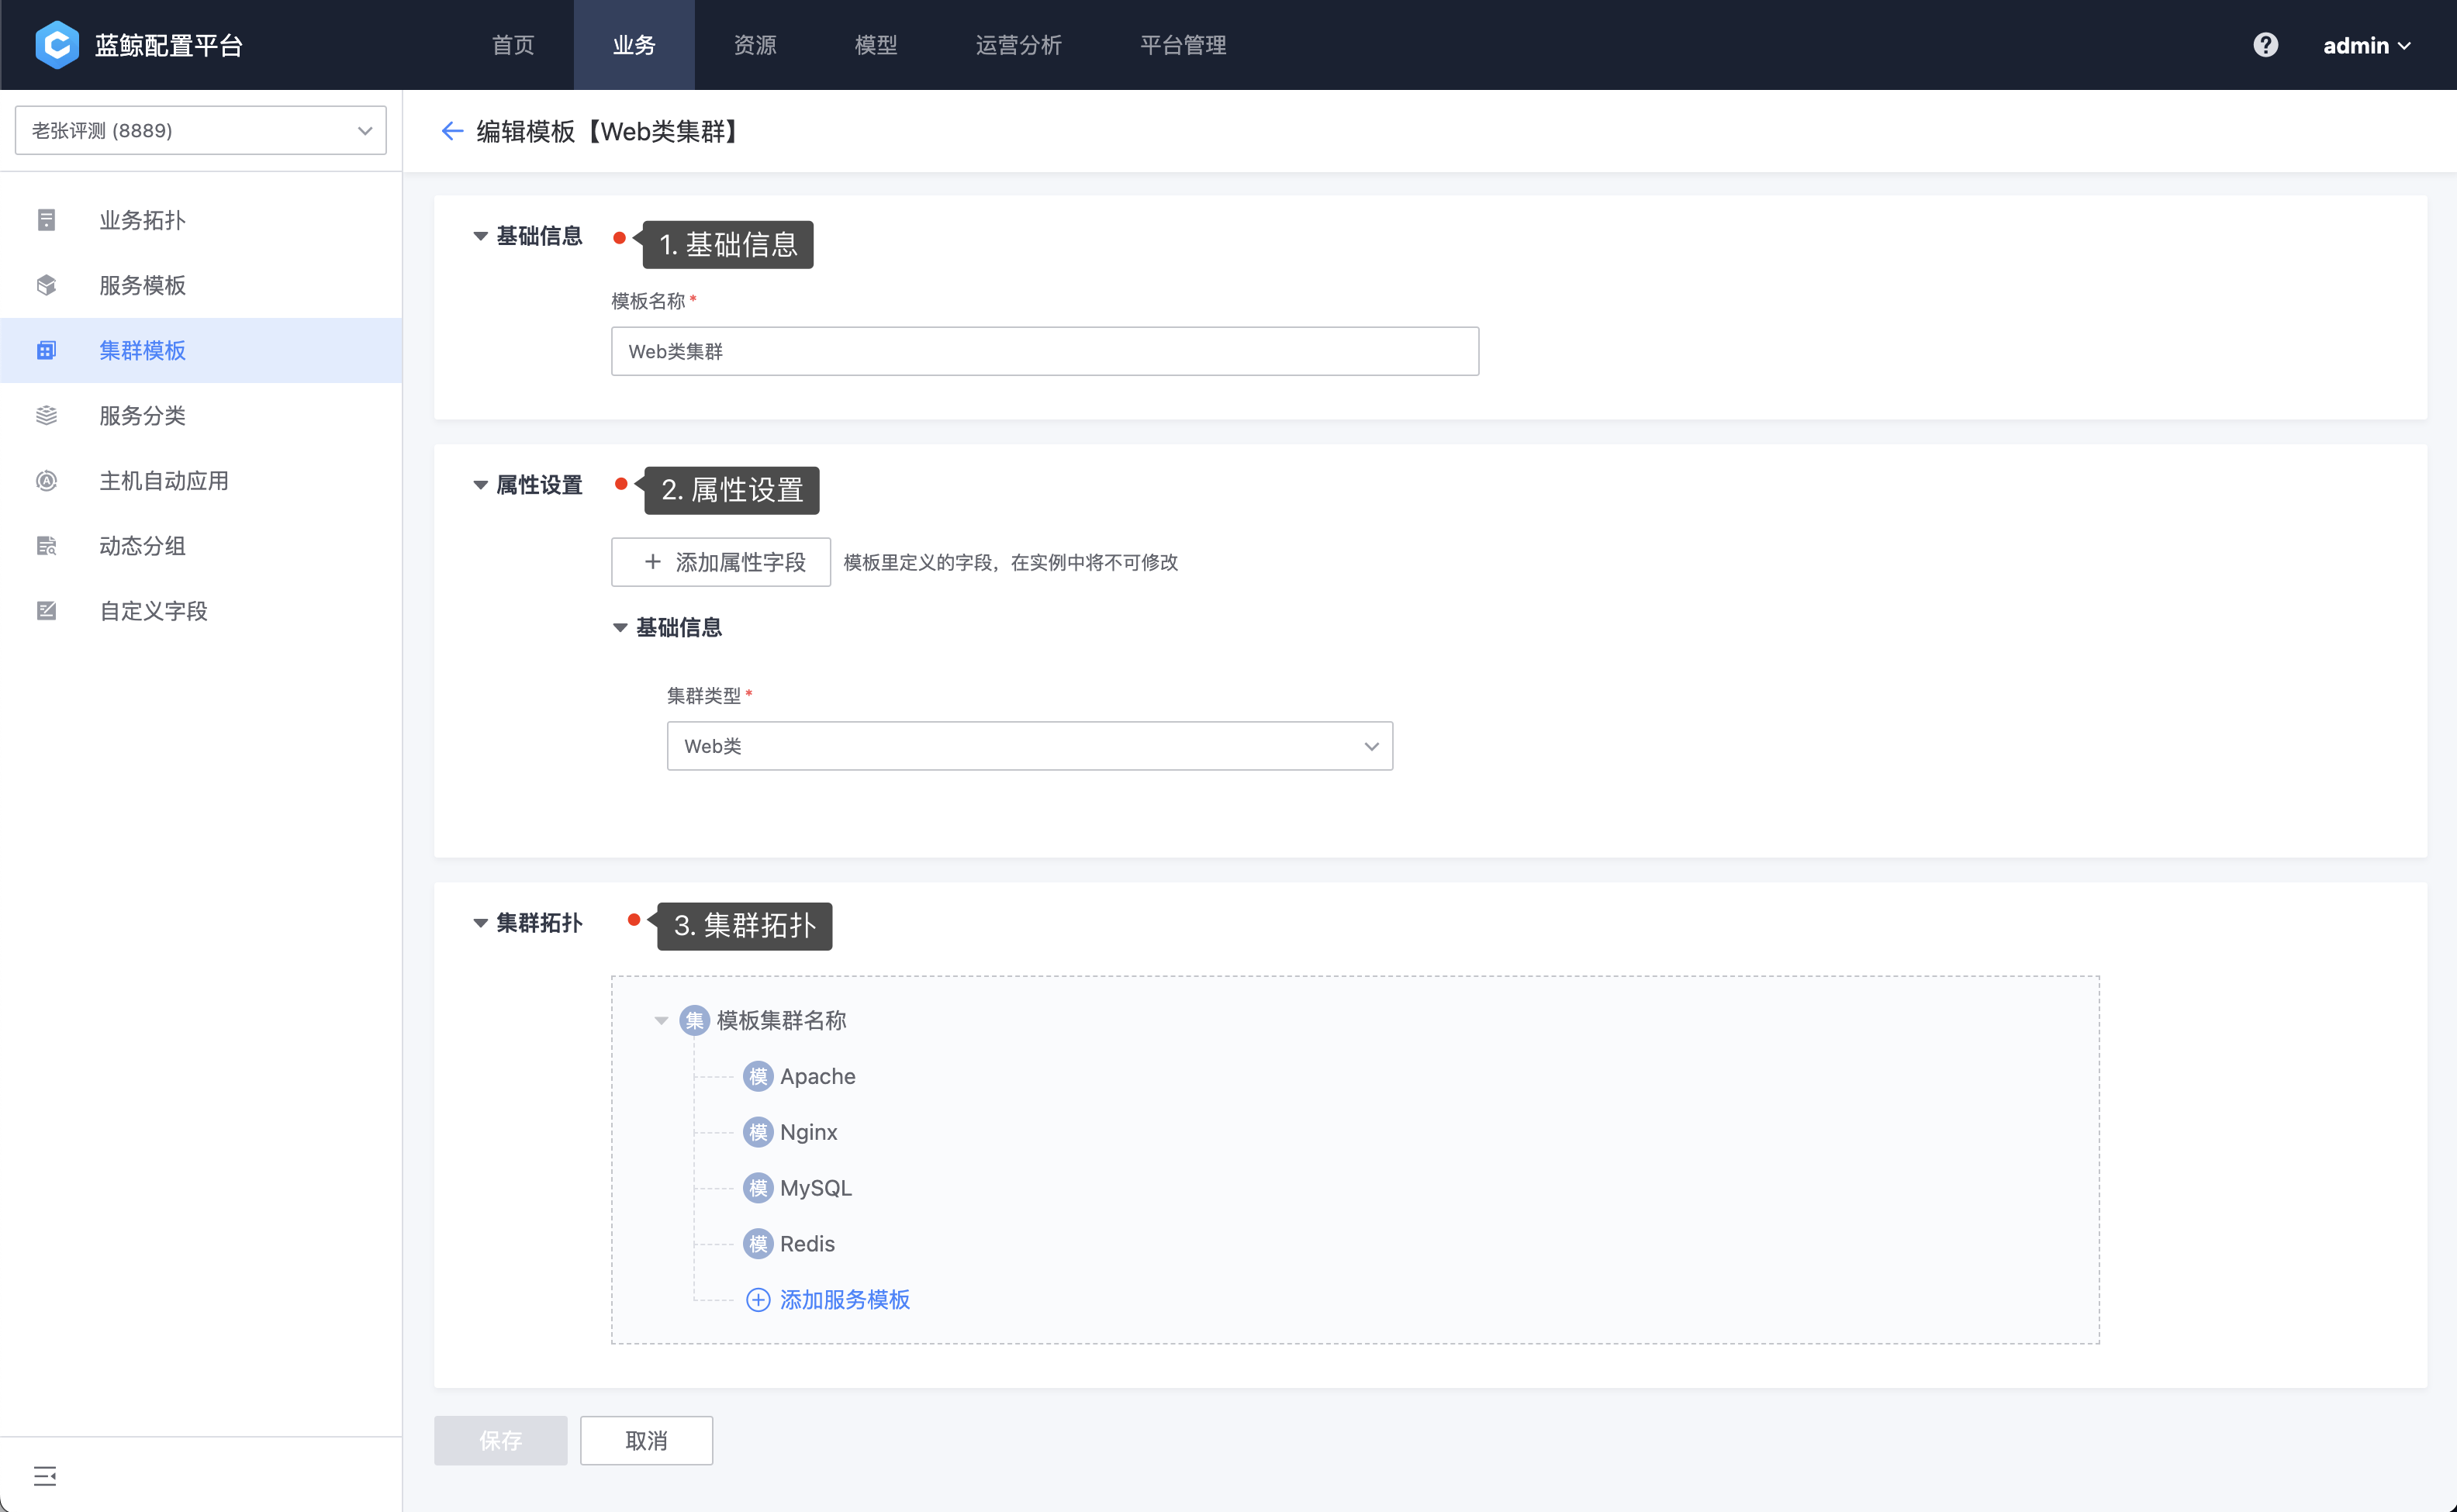 蓝鲸配置平台
首页 业务 资源 模型 运营分析 平台管理
admin
老张评测 (8889)
业务拓扑
服务模板
集群模板
服务分类
主机自动应用
动态分组
自定义字段
编辑模板【Web类集群】
基础信息
1. 基础信息
模板名称*
Web类集群
属性设置
2. 属性设置
+ 添加属性字段 模板里定义的字段，在实例中将不可修改
基础信息
集群类型*
Web类
集群拓扑
3. 集群拓扑
集 模板集群名称
模 Apache
模 Nginx
模 MySQL
模 Redis
添加服务模板
保存 取消